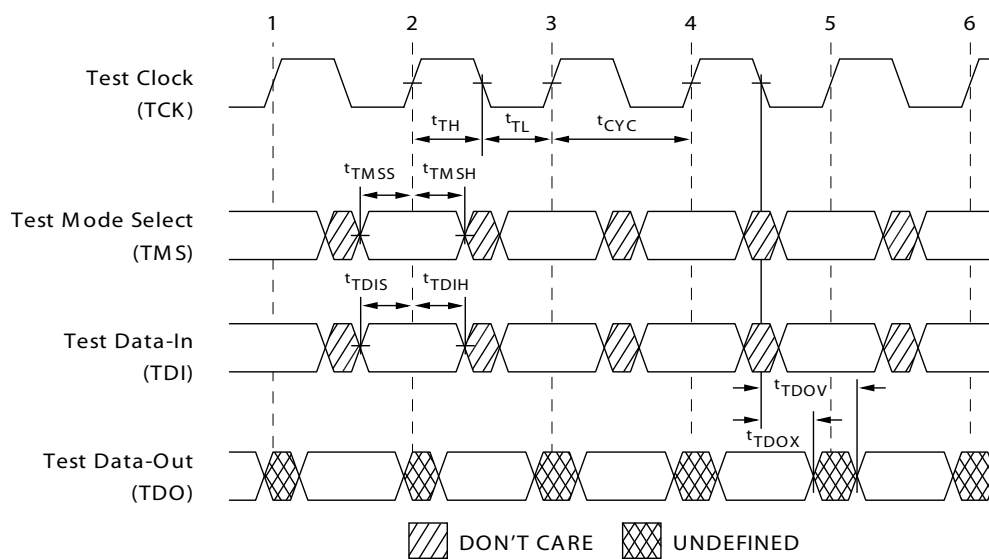 1 2 3 4 5 6
Test Clock
(TCK)
tTH tTL tCYC
tTMSS tTMSH
Test Mode Select
(TMS)
tTDIS tTDIH
Test Data-In
(TDI)
tTDOV
tTDOX
Test Data-Out
(TDO)
DON'T CARE UNDEFINED